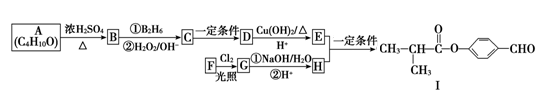 A (C₄H₁₀O) 浓H₂SO₄ △ B ①B₂H₆ ②H₂O₂/OH⁻ C 一定条件 D Cu(OH)₂/△ H⁺ E 一定条件
F Cl₂ 光照 G ①NaOH/H₂O ②H⁺ H
CH₃ CH C O O CHO
CH₃
I